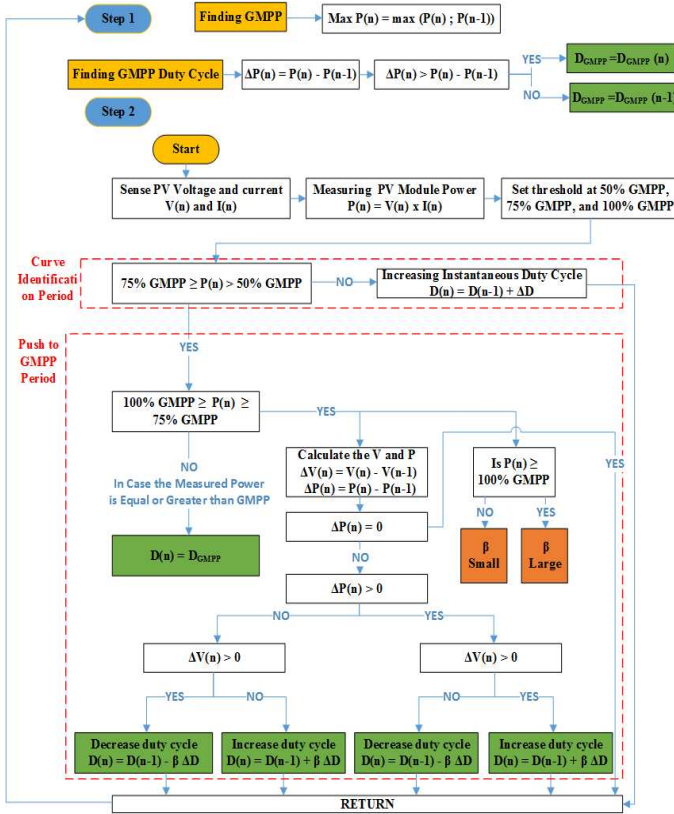 Step 1
Finding GMPP
Max P(n) = max (P(n) ; P(n-1))
Finding GMPP Duty Cycle
ΔP(n) = P(n) - P(n-1)
ΔP(n) > P(n) - P(n-1)
YES
NO
DGMPP =DGMPP (n)
DGMPP =DGMPP (n-1)
Step 2
Start
Sense PV Voltage and current
V(n) and I(n)
Measuring PV Module Power
P(n) = V(n) x I(n)
Set threshold at 50% GMPP,
75% GMPP, and 100% GMPP
Curve
Identificati
on Period
75% GMPP ≥ P(n) > 50% GMPP
NO
Increasing Instantaneous Duty Cycle
D(n) = D(n-1) + ΔD
YES
Push to
GMPP
Period
100% GMPP ≥ P(n) ≥
75% GMPP
YES
NO
In Case the Measured Power
is Equal or Greater than GMPP
D(n) = DGMPP
Calculate the V and P
ΔV(n) = V(n) - V(n-1)
ΔP(n) = P(n) - P(n-1)
Is P(n) ≥
100% GMPP
YES
NO
YES
β
Small
β
Large
ΔP(n) = 0
NO
ΔP(n) > 0
NO
YES
ΔV(n) > 0
ΔV(n) > 0
YES
NO
NO
YES
Decrease duty cycle
D(n) = D(n-1) - β ΔD
Increase duty cycle
D(n) = D(n-1) + β ΔD
Decrease duty cycle
D(n) = D(n-1) - β ΔD
Increase duty cycle
D(n) = D(n-1) + β ΔD
RETURN